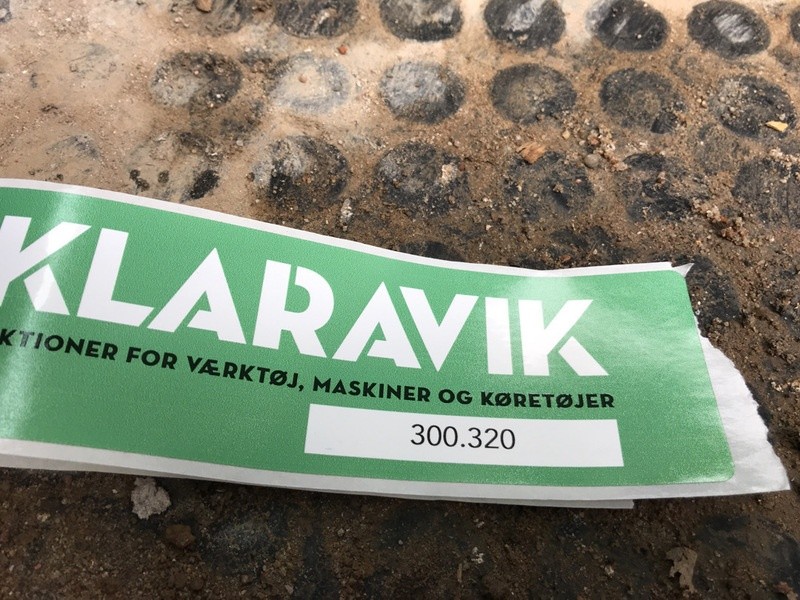 KLARAVIK
KTIONER FOR VÆRKTØJ, MASKINER OG KØRETØJER
300.320